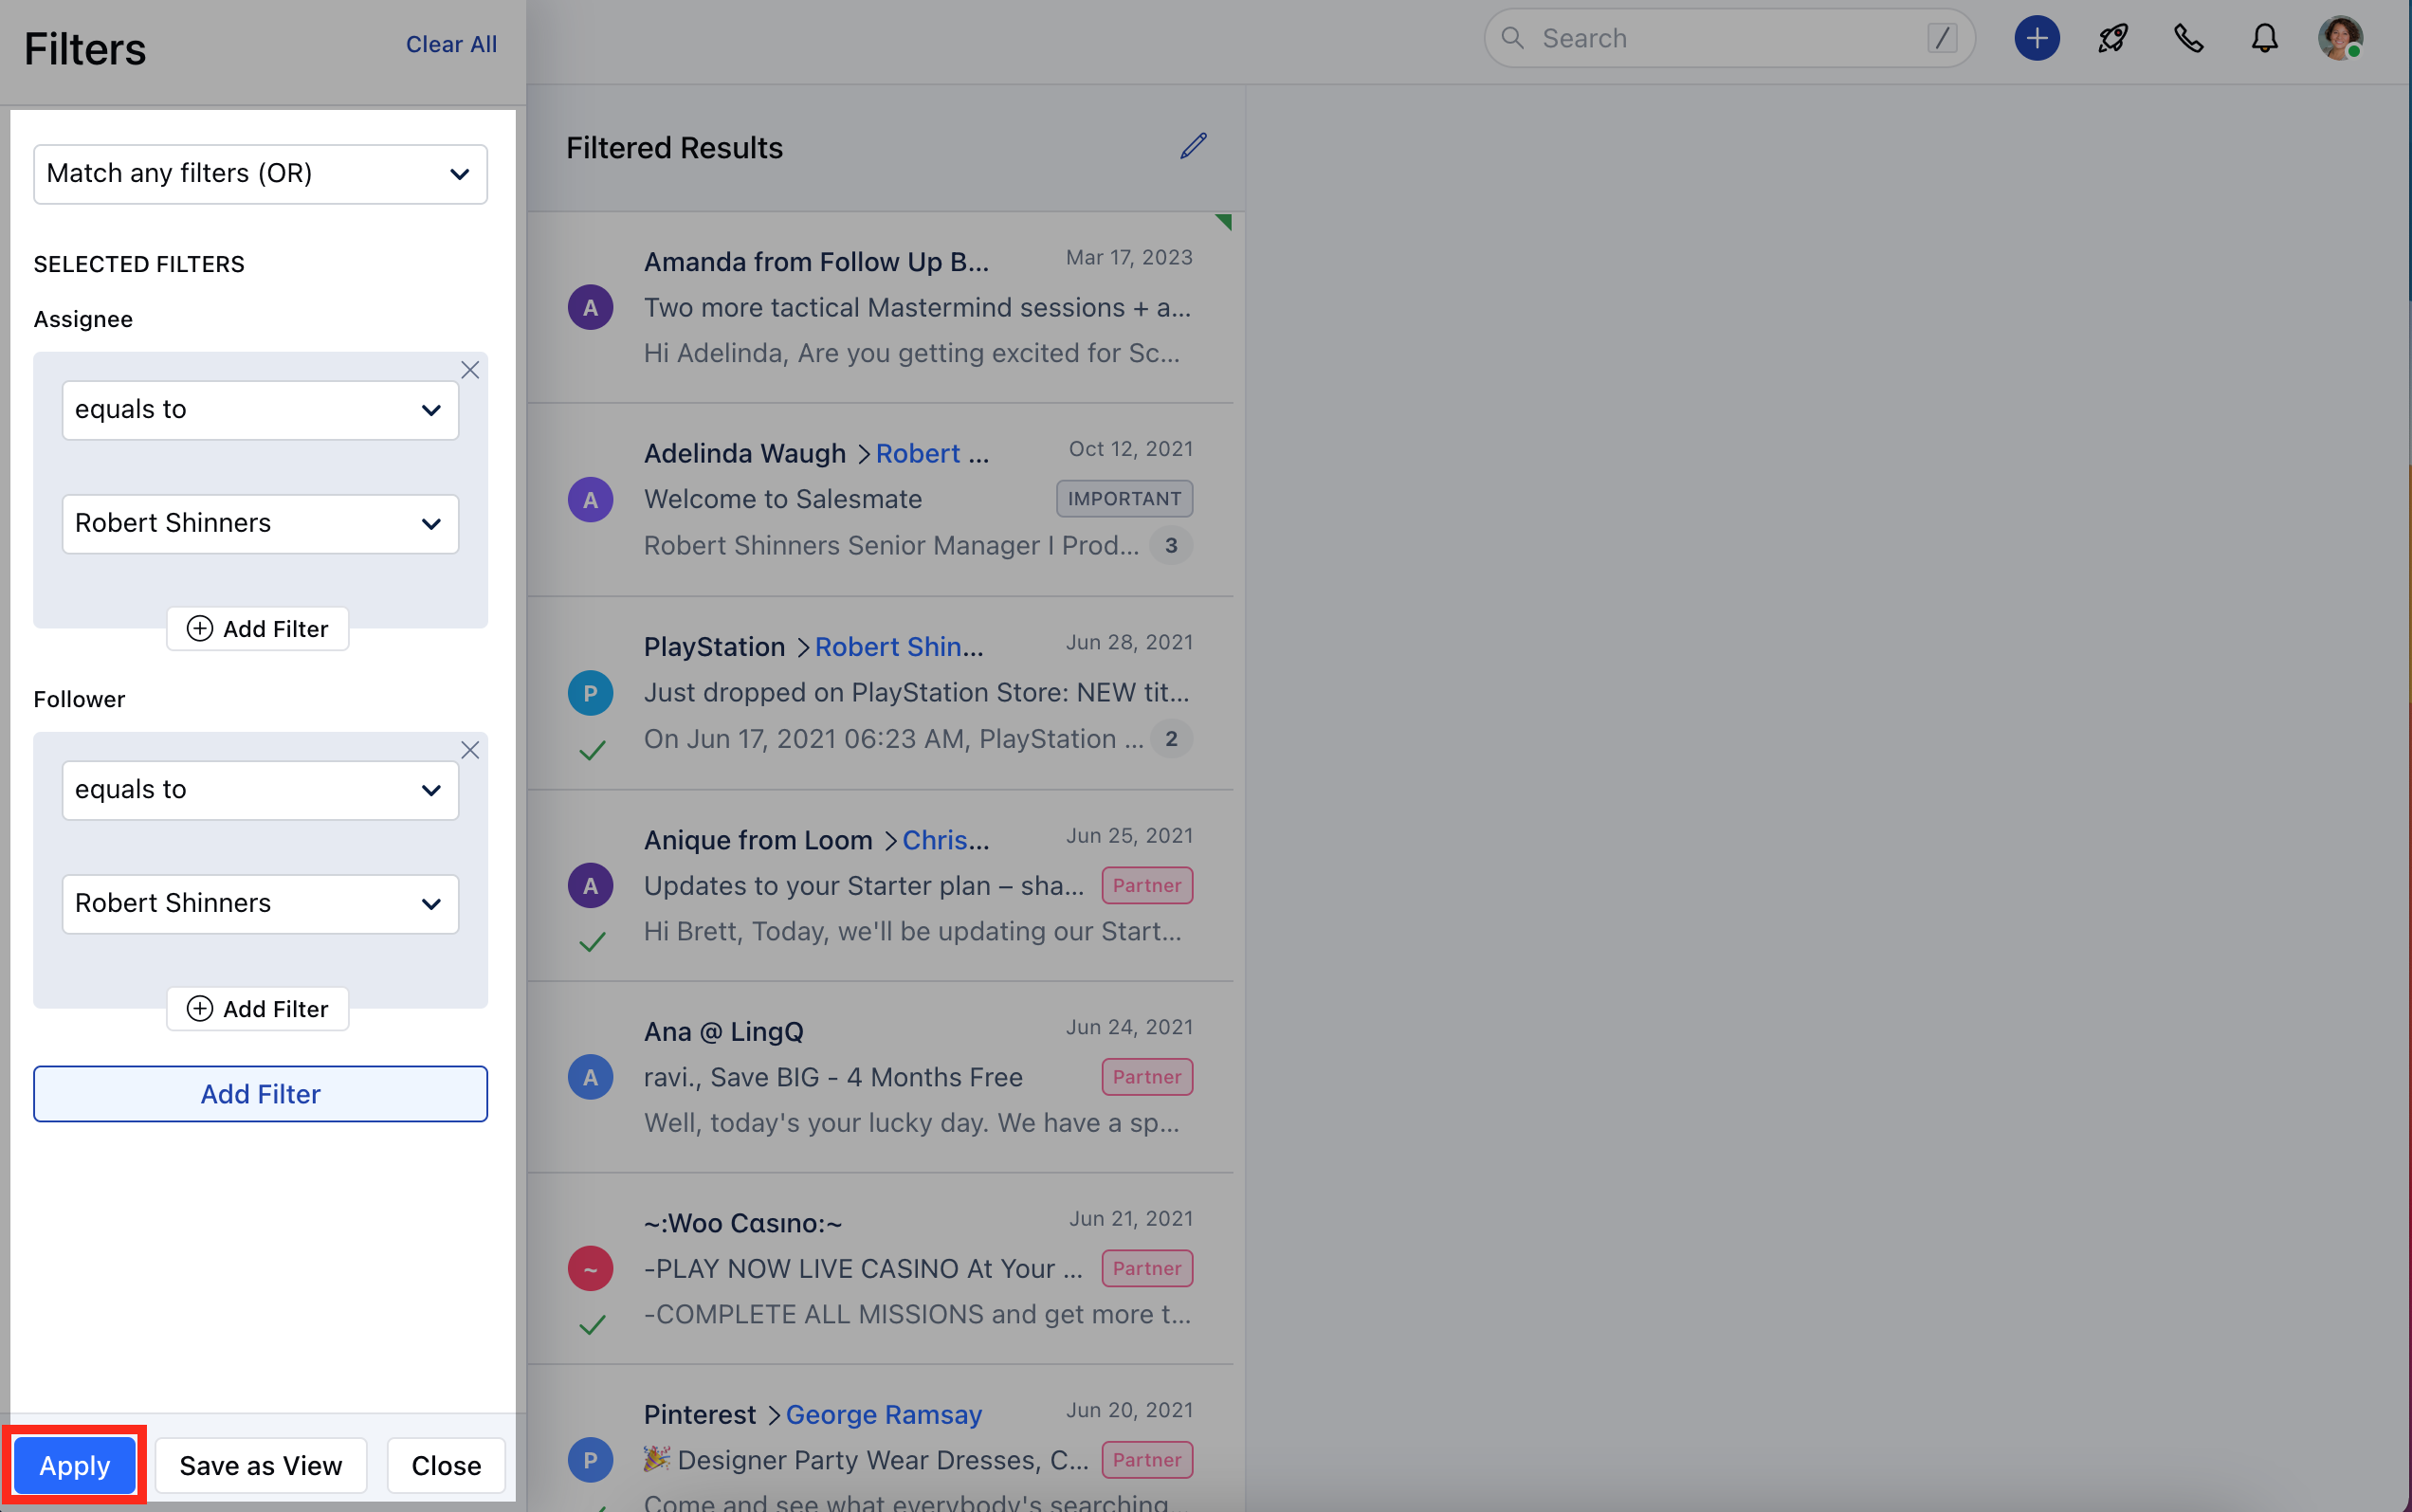 Filters
Clear All
Match any filters (OR)
SELECTED FILTERS
Assignee
equals to
Robert Shinners
Add Filter
Follower
equals to
Robert Shinners
Add Filter
Add Filter
Apply
Save as View
Close
Search
/
Filtered Results
Amanda from Follow Up B...
Mar 17, 2023
A
Two more tactical Mastermind sessions + a...
Hi Adelinda, Are you getting excited for Sc...
Adelinda Waugh > Robert ...
Oct 12, 2021
A
Welcome to Salesmate
IMPORTANT
Robert Shinners Senior Manager I Prod...
3
PlayStation > Robert Shin...
Jun 28, 2021
P
Just dropped on PlayStation Store: NEW tit...
On Jun 17, 2021 06:23 AM, PlayStation ...
2
Anique from Loom > Chris...
Jun 25, 2021
A
Updates to your Starter plan – sha...
Partner
Hi Brett, Today, we'll be updating our Start...
Ana @ LingQ
Jun 24, 2021
A
ravi., Save BIG - 4 Months Free
Partner
Well, today's your lucky day. We have a sp...
~:Woo Cɑsıno:~
Jun 21, 2021
~
-PLAY NOW LIVE CASINO At Your ...
Partner
-COMPLETE ALL MISSIONS and get more t...
Pinterest > George Ramsay
Jun 20, 2021
P
🎉 Designer Party Wear Dresses, C...
Partner
Come and see what everybody's searching...